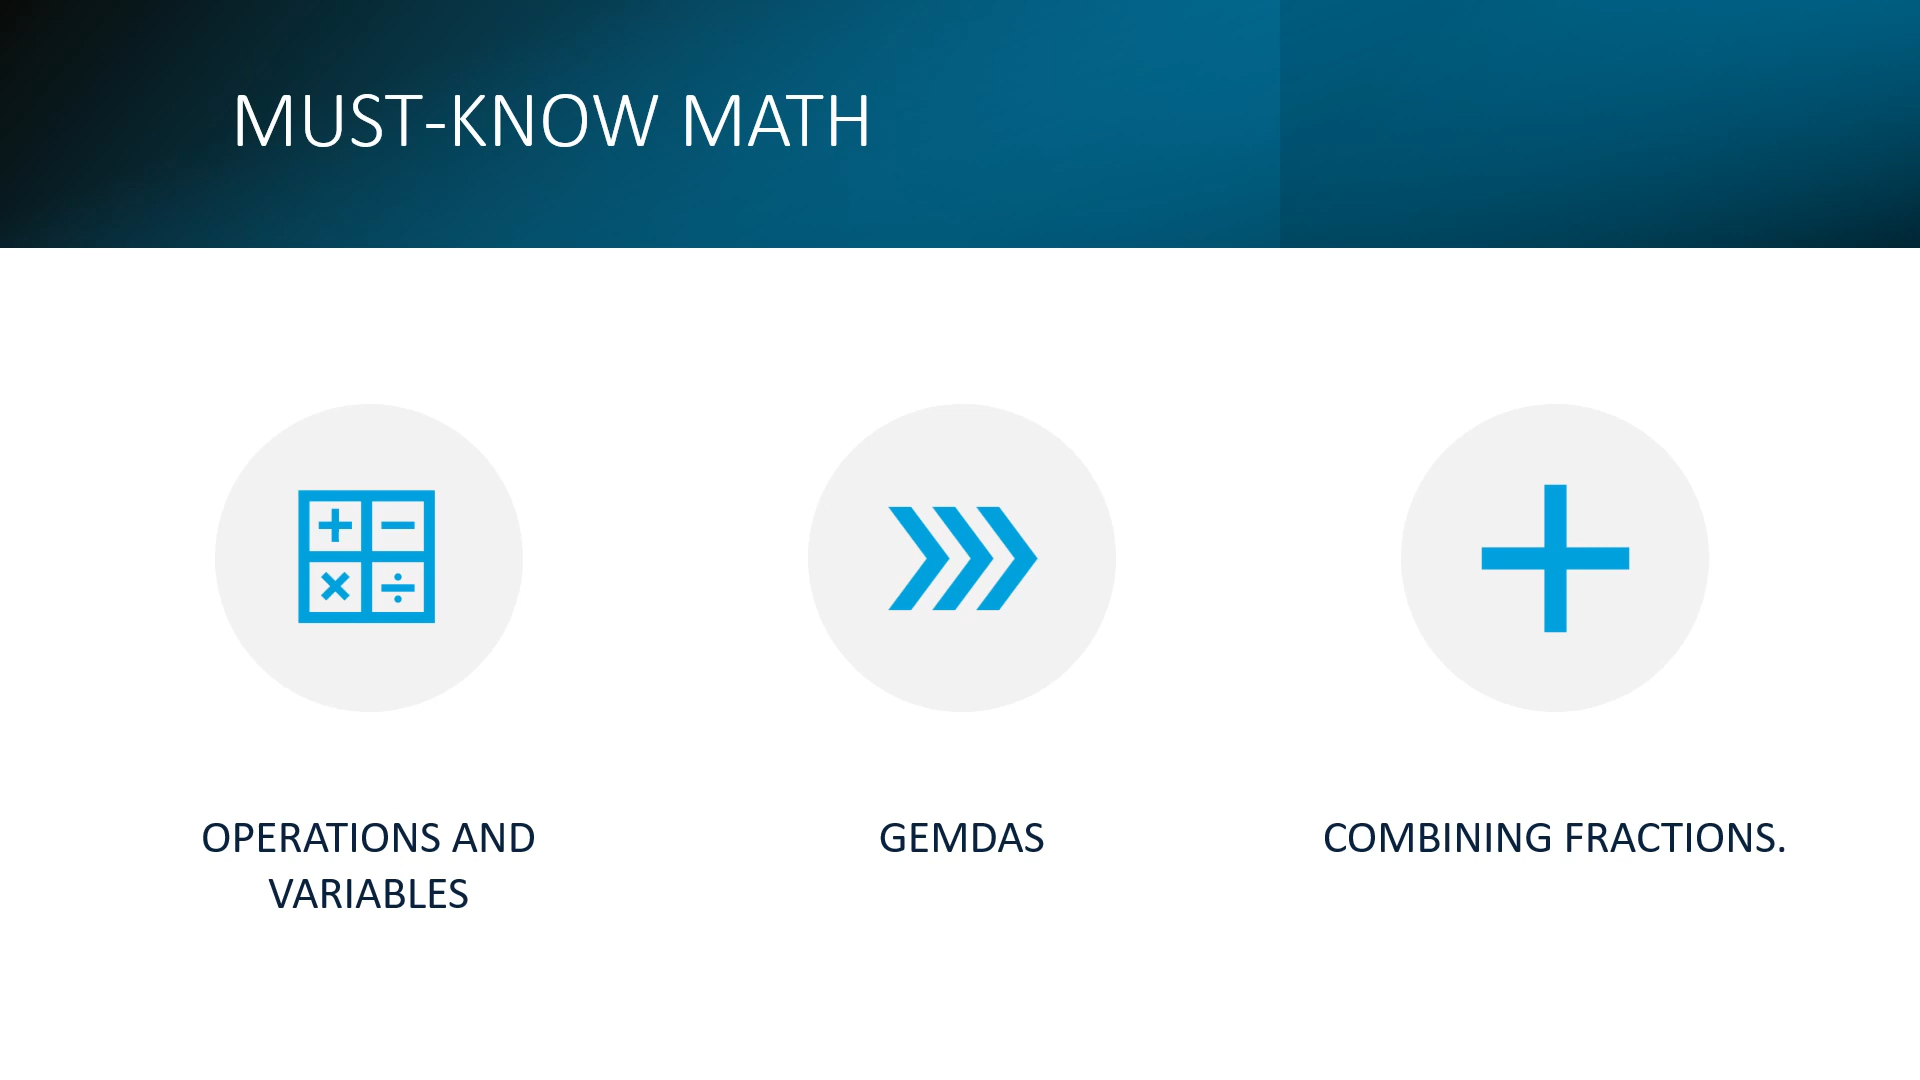 MUST-KNOW MATH
OPERATIONS AND
VARIABLES
GEMDAS
COMBINING FRACTIONS.